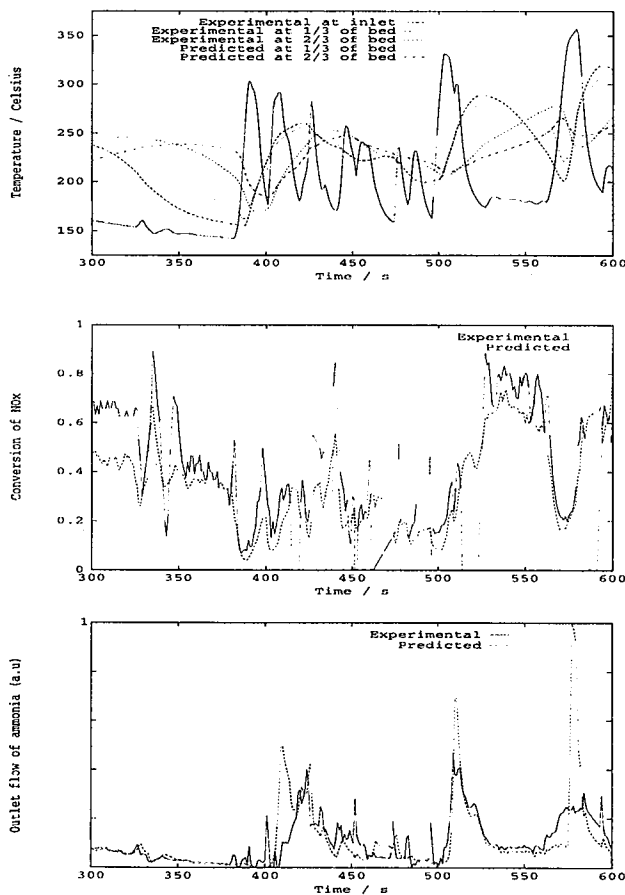 Temperature / Celsius
350
300
250
200
150
Experimental at inlet
Experimental at 1/3 of bed
Experimental at 2/3 of bed
Predicted at 1/3 of bed
Predicted at 2/3 of bed
300 350 400 450 500 550 600
Time / s
Conversion of NOx
1
0.8
0.6
0.4
0.2
0
Experimental
Predicted
300 350 400 450 500 550 600
Time / s
Outlet flow of ammonia (a.u)
1
0
Experimental
Predicted
300 350 400 450 500 550 600
Time / s